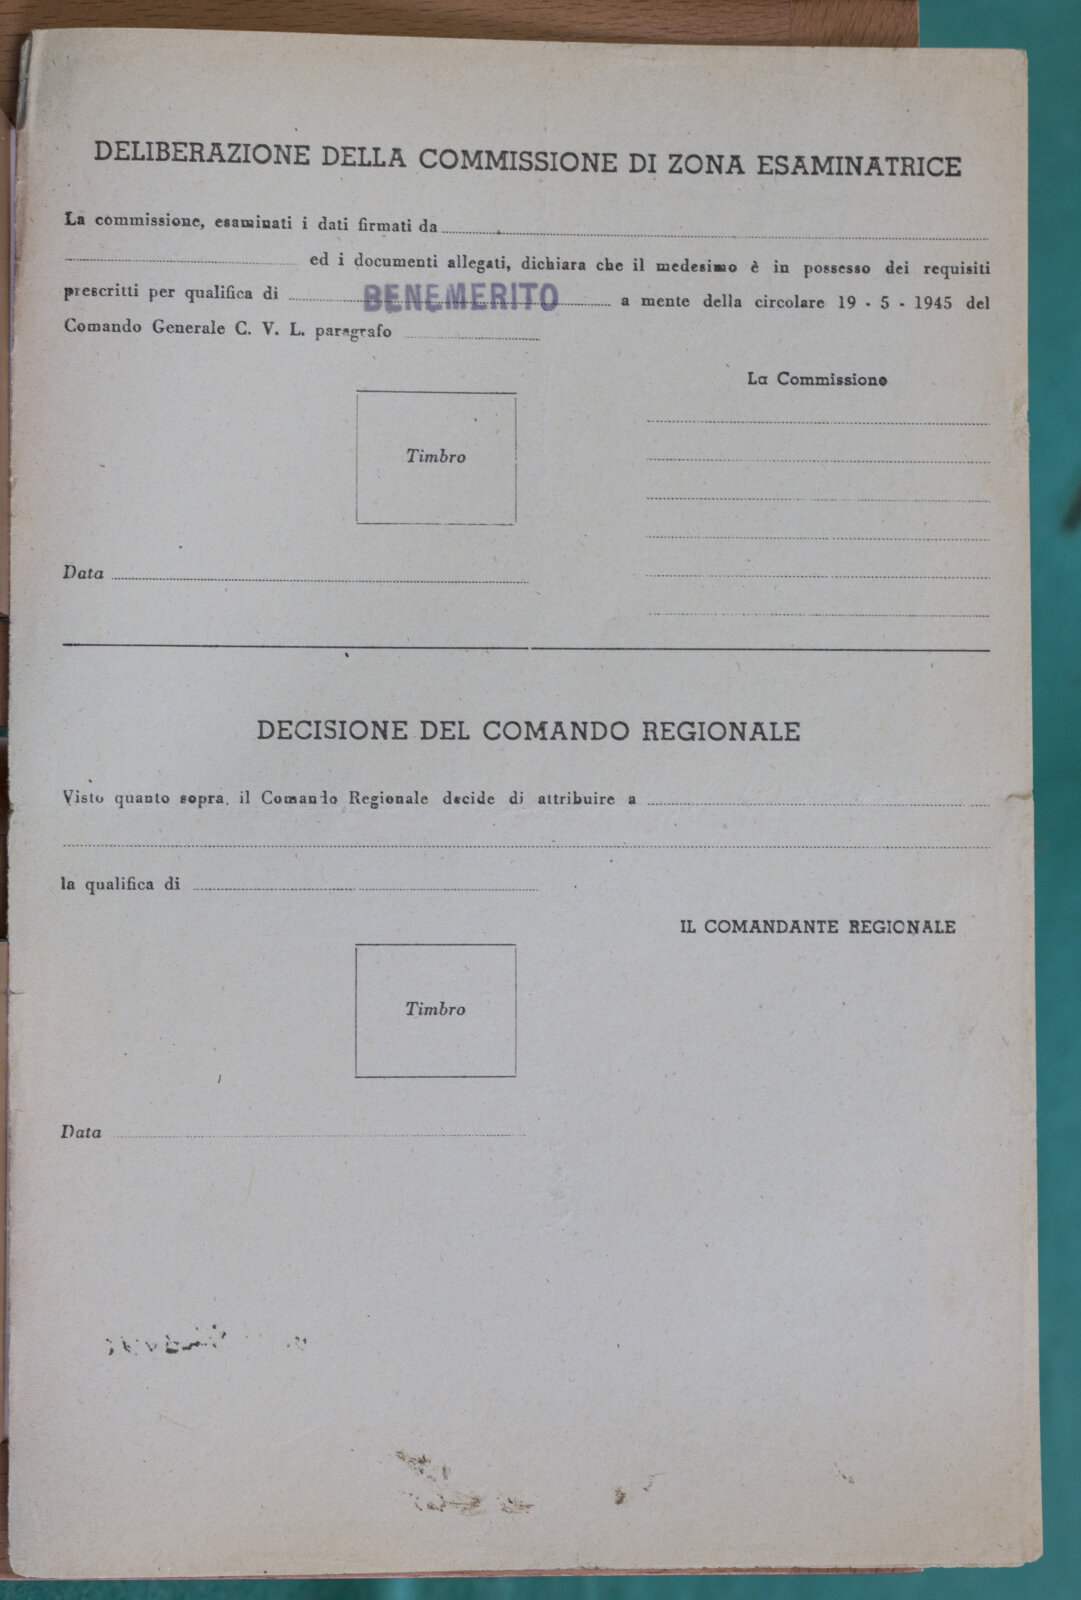 DELIBERAZIONE DELLA COMMISSIONE DI ZONA ESAMINATRICE
La commissione, esaminati i dati firmati da
ed i documenti allegati, dichiara che il medesimo è in possesso dei requisiti
prescritti per qualifica di BENEMERITO a mente della circolare 19 - 5 - 1945 del
Comando Generale C. V. L. paragrafo
La Commissione
Timbro
Data
DECISIONE DEL COMANDO REGIONALE
Visto quanto sopra, il Comando Regionale decide di attribuire a
la qualifica di
IL COMANDANTE REGIONALE
Timbro
Data